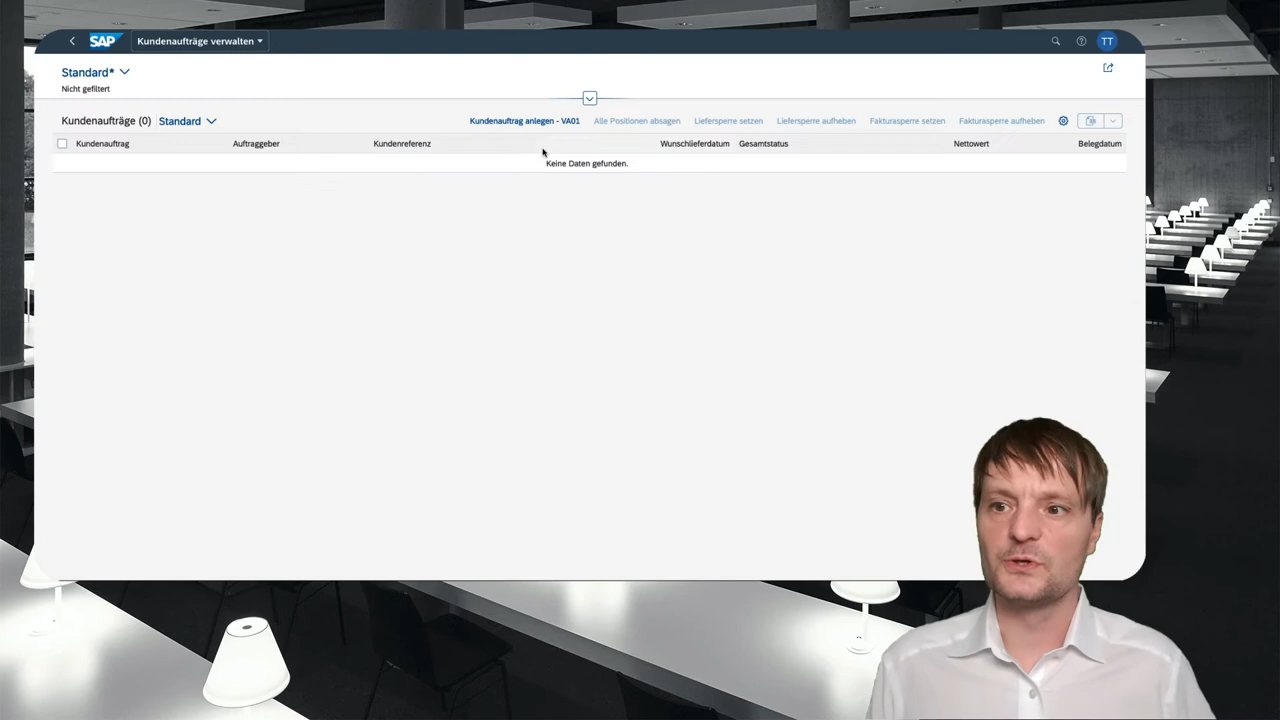 SAP Kundenaufträge verwalten TT
Standard*
Nicht gefiltert
Kundenaufträge (0) Standard Kundenauftrag anlegen - VA01 Alle Positionen absagen Liefersperre setzen Liefersperre aufheben Fakturasperre setzen Fakturasperre aufheben
Kundenauftrag Auftraggeber Kundenreferenz Wunschlieferdatum Gesamtstatus Nettowert Belegdatum
Keine Daten gefunden.